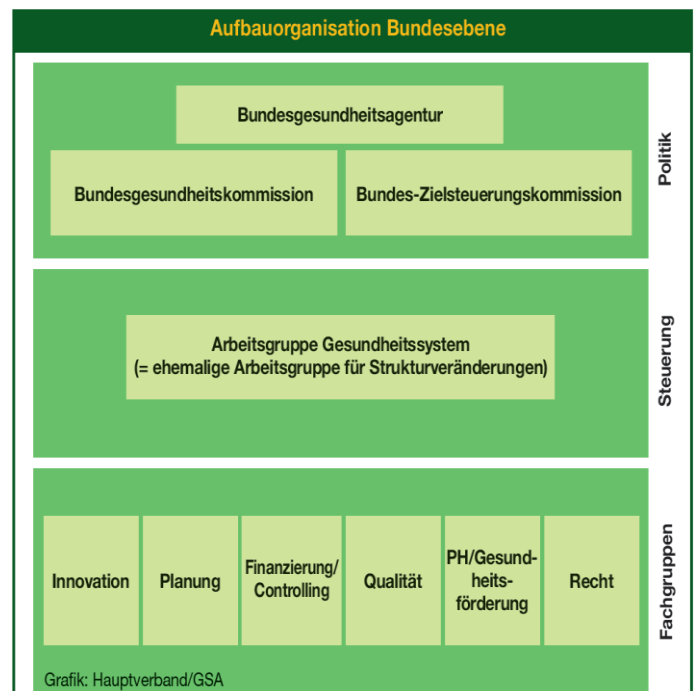 Aufbauorganisation Bundesebene
Bundesgesundheitsagentur
Bundesgesundheitskommission
Bundes-Zielsteuerungskommission
Politik
Arbeitsgruppe Gesundheitssystem
(= ehemalige Arbeitsgruppe für Strukturveränderungen)
Steuerung
Innovation
Planung
Finanzierung/
Controlling
Qualität
PH/Gesund-
heits-
förderung
Recht
Fachgruppen
Grafik: Hauptverband/GSA